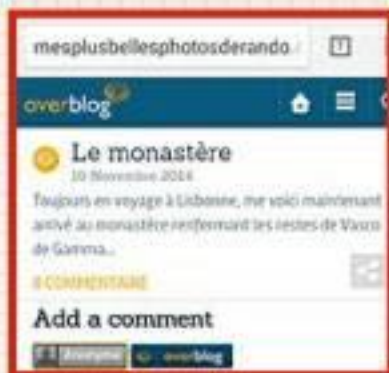 mesplusbellesphotosderando
overblog
Le monastère
10 Novembre 2014
Toujours en voyage à Lisbonne, me voici maintenant
arrivé au monastère renfermant les restes de Vasco
de Gamma...
0 COMMENTAIRE
Add a comment
Anonyme overblog